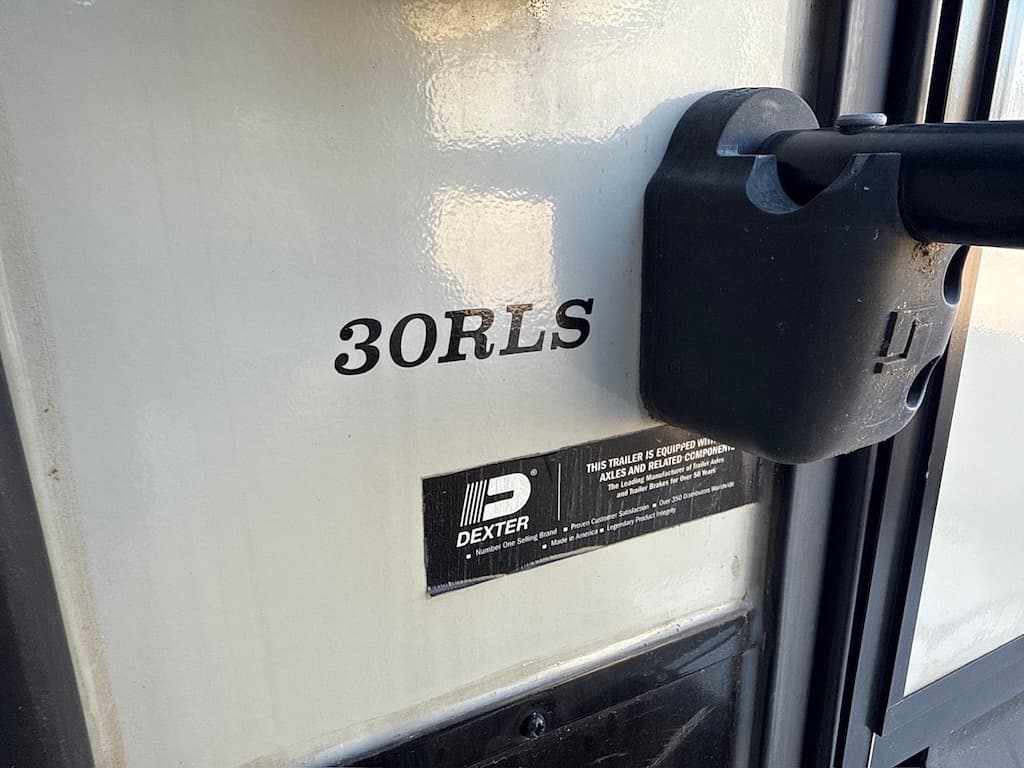 30RLS
DEXTER®
THIS TRAILER IS EQUIPPED WITH
AXLES AND RELATED COMPONENTS
The Leading Manufacturer of Trailer Axles
and Trailer Brakes for Over 50 Years
■ Number One Selling Brand ■ Proven Customer Satisfaction ■ Over 350 Distributors Worldwide
■ Made in America ■ Legendary Product Integrity